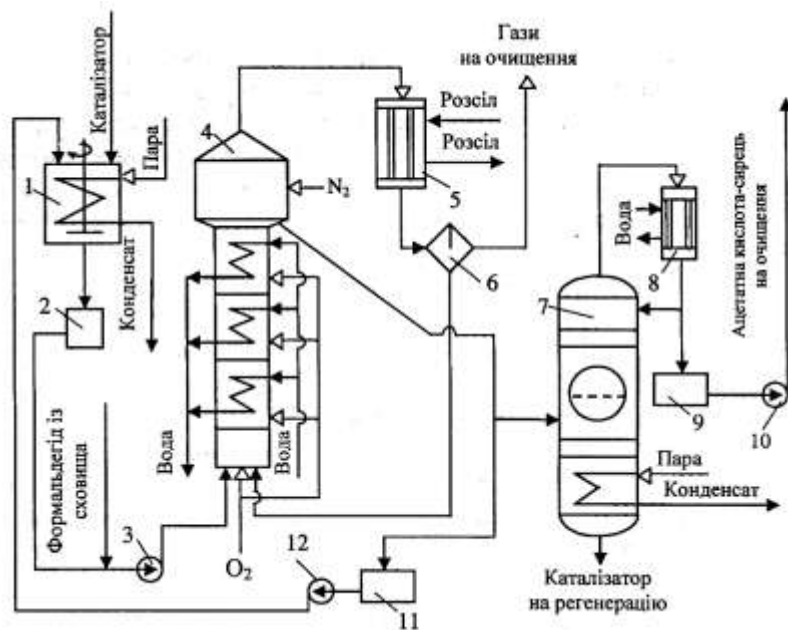 Каталізатор
Пара
1
Конденсат
2
Формальдегід із
сховища
3
4
N₂
Вода
Вода
O₂
Гази
на очищення
Розсіл
Розсіл
5
6
7
Вода
8
9
10
Ацетатна кислота-сирець
на очищення
Пара
Конденсат
Каталізатор
на регенерацію
11
12